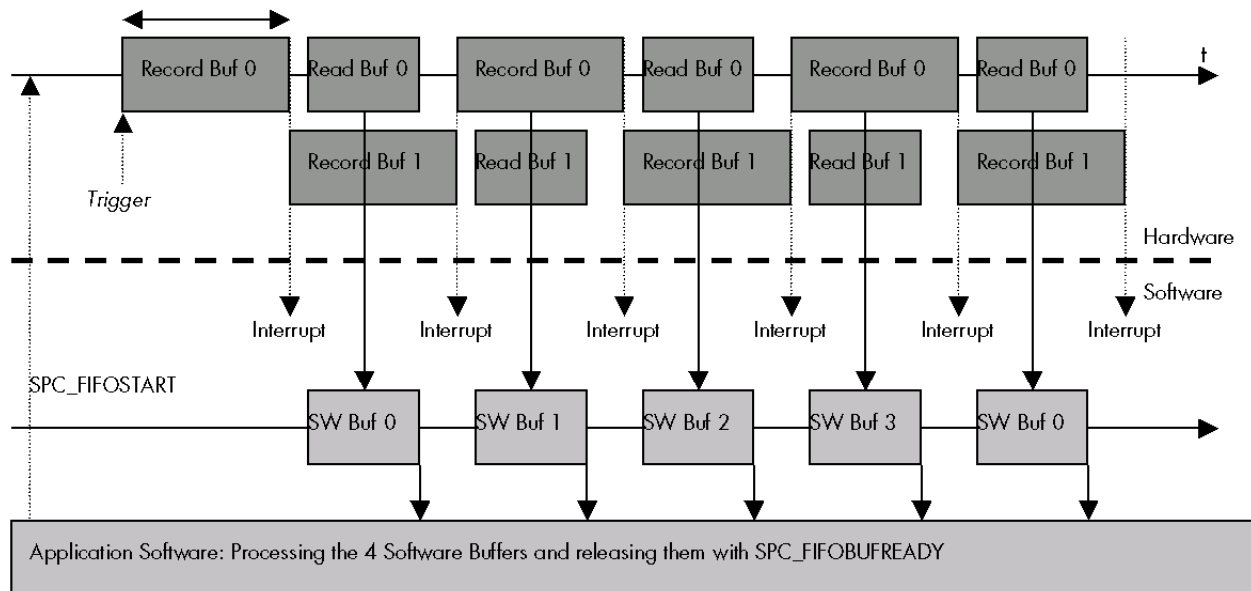 Record Buf 0
Read Buf 0
Record Buf 0
Read Buf 0
Record Buf 0
Read Buf 0
t
Record Buf 1
Read Buf 1
Record Buf 1
Read Buf 1
Record Buf 1
Trigger
Hardware
Software
Interrupt
Interrupt
Interrupt
Interrupt
Interrupt
Interrupt
SPC_FIFOSTART
SW Buf 0
SW Buf 1
SW Buf 2
SW Buf 3
SW Buf 0
Application Software: Processing the 4 Software Buffers and releasing them with SPC_FIFOBUFREADY